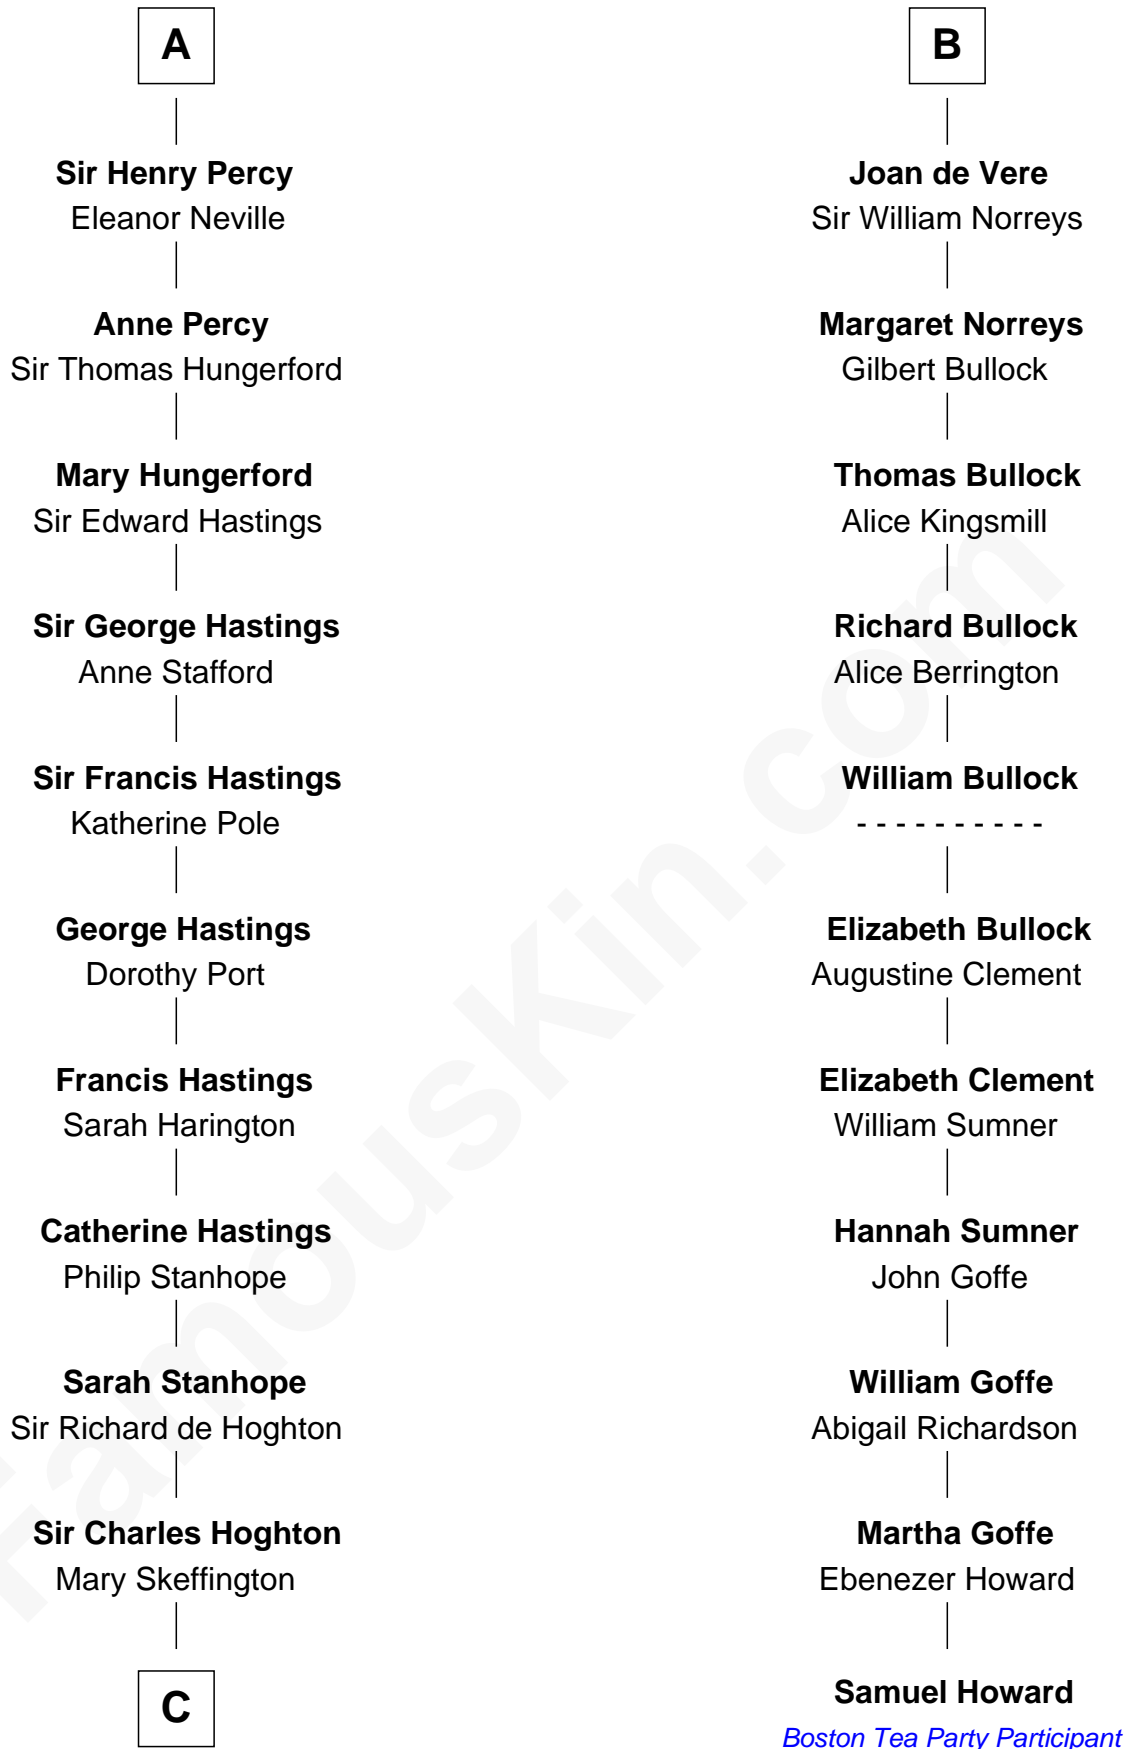 A
Sir Henry Percy
Eleanor Neville
Anne Percy
Sir Thomas Hungerford
Mary Hungerford
Sir Edward Hastings
Sir George Hastings
Anne Stafford
Sir Francis Hastings
Katherine Pole
George Hastings
Dorothy Port
Francis Hastings
Sarah Harington
Catherine Hastings
Philip Stanhope
Sarah Stanhope
Sir Richard de Hoghton
Sir Charles Hoghton
Mary Skeffington
C
B
Joan de Vere
Sir William Norreys
Margaret Norreys
Gilbert Bullock
Thomas Bullock
Alice Kingsmill
Richard Bullock
Alice Berrington
William Bullock
- - - - - - - - - -
Elizabeth Bullock
Augustine Clement
Elizabeth Clement
William Sumner
Hannah Sumner
John Goffe
William Goffe
Abigail Richardson
Martha Goffe
Ebenezer Howard
Samuel Howard
Boston Tea Party Participant
FamousKin.com